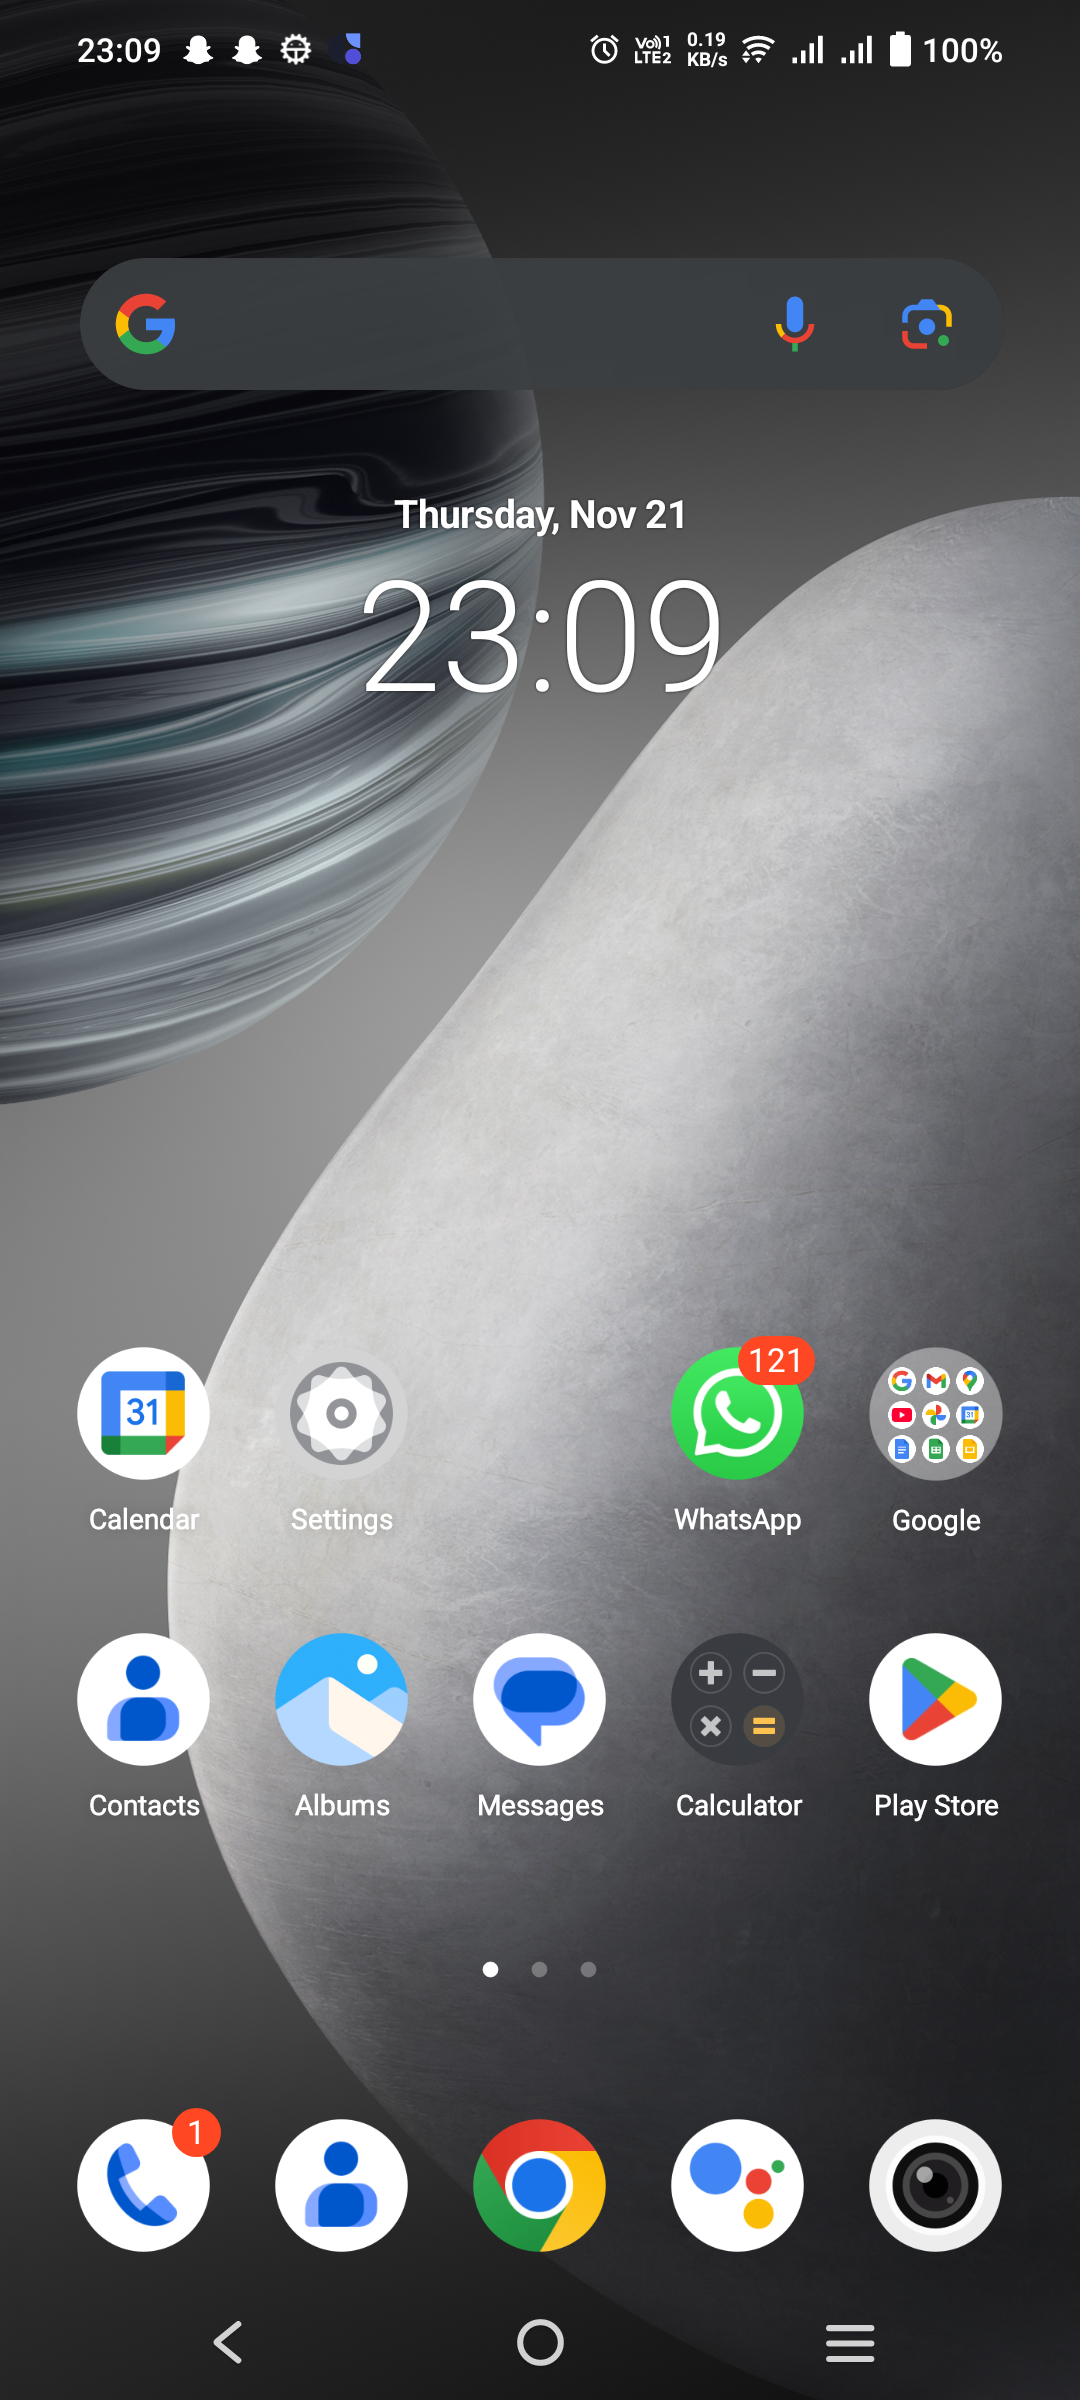 23:09
Vo)) 1
LTE2
0.19
KB/s
100%
Thursday, Nov 21
23:09
31
Calendar
Settings
121
WhatsApp
31
Google
Contacts
Albums
Messages
Calculator
Play Store
1